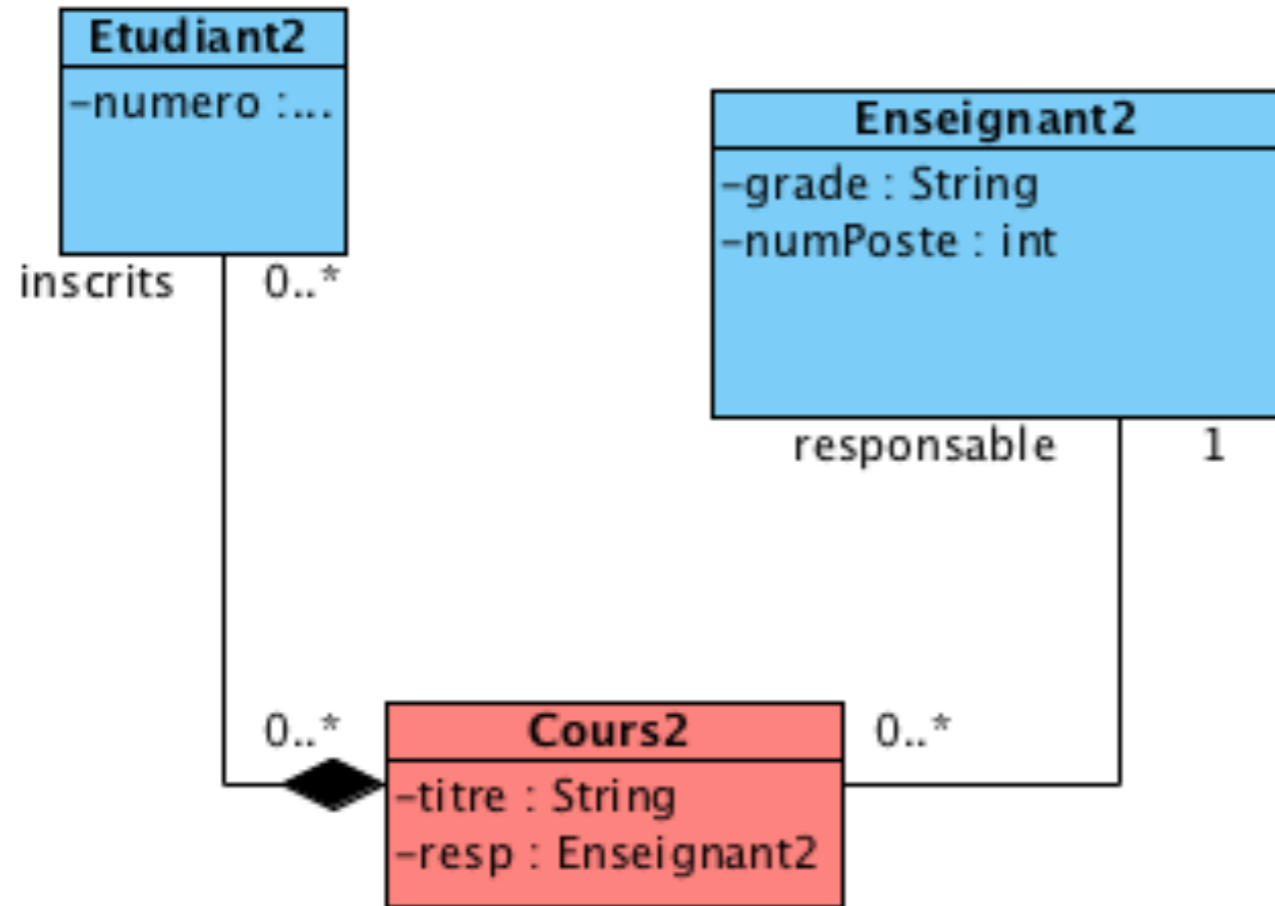 Etudiant2
-numero :...
Enseignant2
-grade : String
-numPoste : int
inscrits 0..*
responsable 1
0..* 0..*
Cours2
-titre : String
-resp : Enseignant2